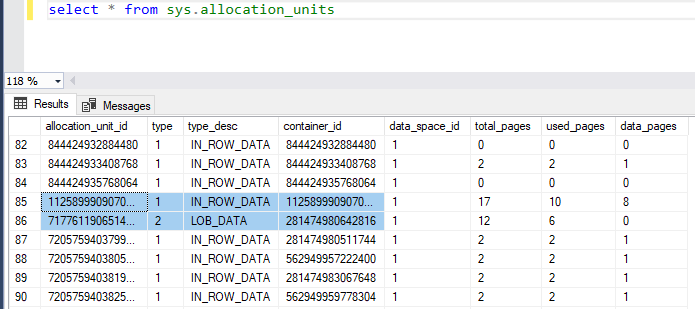 select * from sys.allocation_units
118 %
Results Messages
allocation_unit_id type type_desc container_id data_space_id total_pages used_pages data_pages
82 844424932884480 1 IN_ROW_DATA 844424932884480 1 0 0 0
83 844424933408768 1 IN_ROW_DATA 844424933408768 1 2 2 1
84 844424935768064 1 IN_ROW_DATA 844424935768064 1 0 0 0
85 1125899909070... 1 IN_ROW_DATA 1125899909070... 1 17 10 8
86 7177611906514... 2 LOB_DATA 281474980642816 1 12 6 0
87 7205759403799... 1 IN_ROW_DATA 281474980511744 1 2 2 1
88 7205759403805... 1 IN_ROW_DATA 562949957222400 1 2 2 1
89 7205759403819... 1 IN_ROW_DATA 281474983067648 1 2 2 1
90 7205759403825... 1 IN_ROW_DATA 562949959778304 1 2 2 1